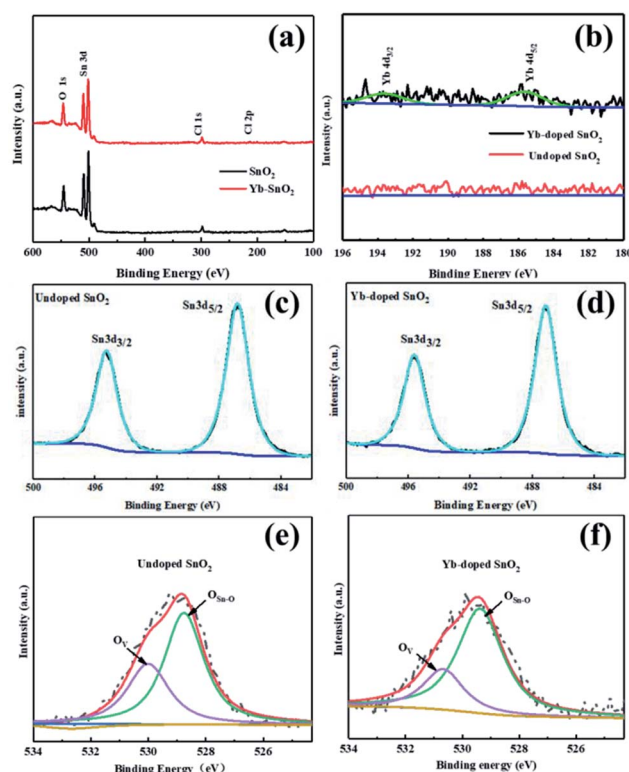 (a)
O 1s
Sn 3d
Cl 1s
Cl 2p
SnO2
Yb-SnO2
Intensity (a.u.)
600 500 400 300 200 100
Binding Energy (eV)
(b)
Yb 4d3/2
Yb 4d5/2
Yb-doped SnO2
Undoped SnO2
Intensity (a.u.)
196 194 192 190 188 186 184 182 180
Binding Energy (eV)
(c)
Undoped SnO2
Sn3d5/2
Sn3d3/2
intensity (a.u.)
500 496 492 488 484
Binding Energy (eV)
(d)
Yb-doped SnO2
Sn3d5/2
Sn3d3/2
intensity (a.u.)
500 496 492 488 484
Binding Energy (eV)
(e)
Undoped SnO2
OSn-O
OV
Intensity (a.u.)
534 532 530 528 526
Binding Energy (eV)
(f)
Yb-doped SnO2
OSn-O
OV
Intensity (a.u.)
534 532 530 528 526
Binding Energy (eV)